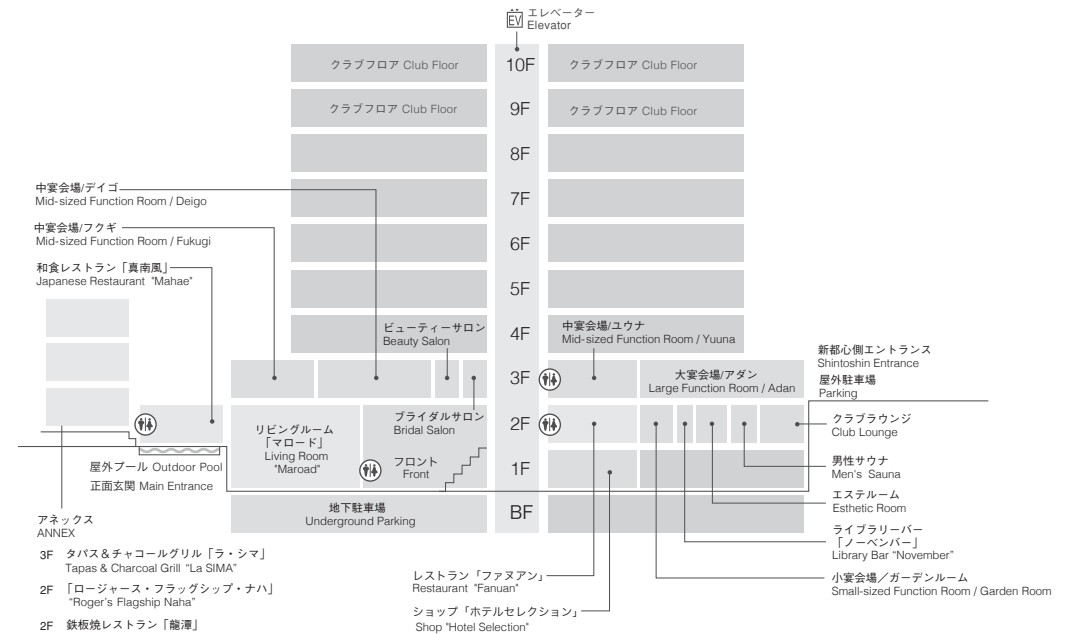 EV エレベーター
Elevator
クラブフロア Club Floor
10F
クラブフロア Club Floor
クラブフロア Club Floor
9F
クラブフロア Club Floor
8F
7F
6F
5F
4F
3F
2F
1F
BF
中宴会場/デイゴ
Mid-sized Function Room / Deigo
中宴会場/フクギ
Mid-sized Function Room / Fukugi
和食レストラン「真南風」
Japanese Restaurant "Mahae"
ビューティーサロン
Beauty Salon
中宴会場/ユウナ
Mid-sized Function Room / Yuuna
大宴会場/アダン
Large Function Room / Adan
新都心側エントランス
Shintoshin Entrance
屋外駐車場
Parking
ブライダルサロン
Bridal Salon
リビングルーム
「マロード」
Living Room
"Maroad"
フロント
Front
クラブラウンジ
Club Lounge
男性サウナ
Men's Sauna
エステルーム
Esthetic Room
ライブラリーバー
「ノーベンバー」
Library Bar “November”
小宴会場／ガーデンルーム
Small-sized Function Room / Garden Room
屋外プール Outdoor Pool
正面玄関 Main Entrance
地下駐車場
Underground Parking
アネックス
ANNEX
3F タパス＆チャコールグリル「ラ・シマ」
Tapas & Charcoal Grill “La SIMA”
2F 「ロージャース・フラッグシップ・ナハ」
“Roger's Flagship Naha”
2F 鉄板焼レストラン「龍潭」
レストラン「ファヌアン」
Restaurant "Fanuan"
ショップ「ホテルセレクション」
Shop "Hotel Selection"